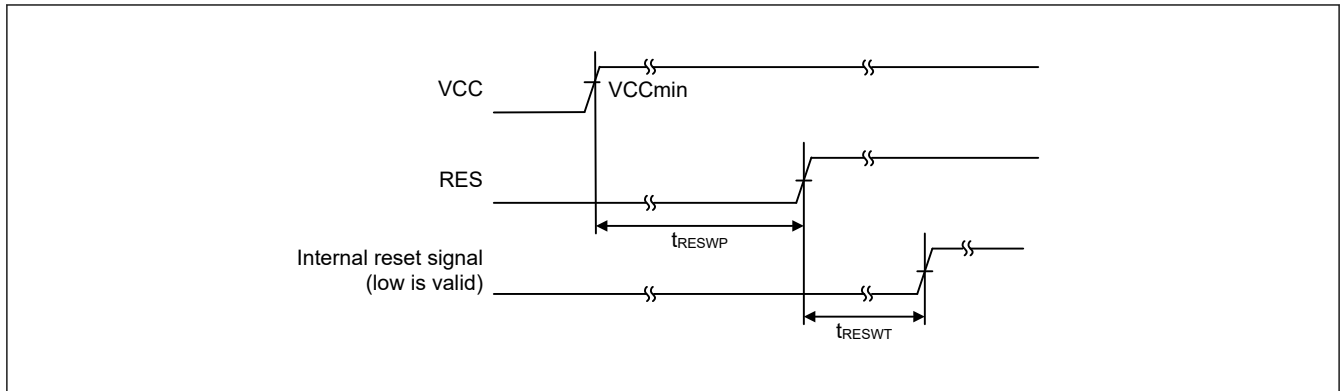 VCC
VCCmin
RES
tRESWP
Internal reset signal
(low is valid)
tRESWT